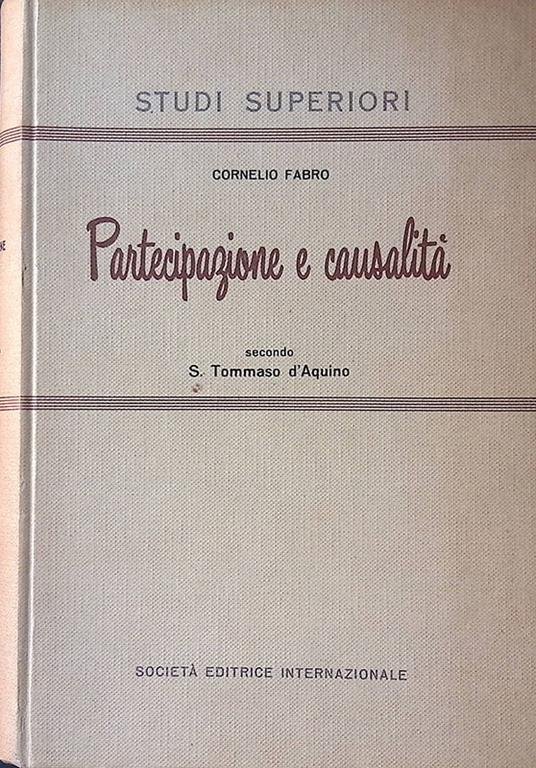 STUDI SUPERIORI
CORNELIO FABRO
Partecipazione e causalità
secondo
S. Tommaso d'Aquino
SOCIETÀ EDITRICE INTERNAZIONALE